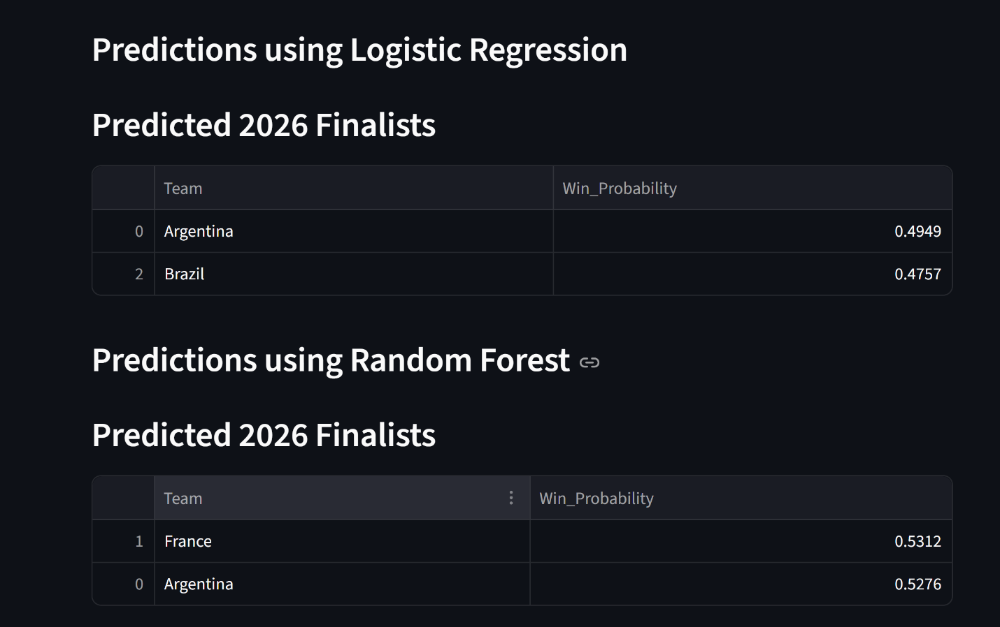 Predictions using Logistic Regression
Predicted 2026 Finalists
Team Win_Probability
0 Argentina 0.4949
2 Brazil 0.4757
Predictions using Random Forest
Predicted 2026 Finalists
Team Win_Probability
1 France 0.5312
0 Argentina 0.5276